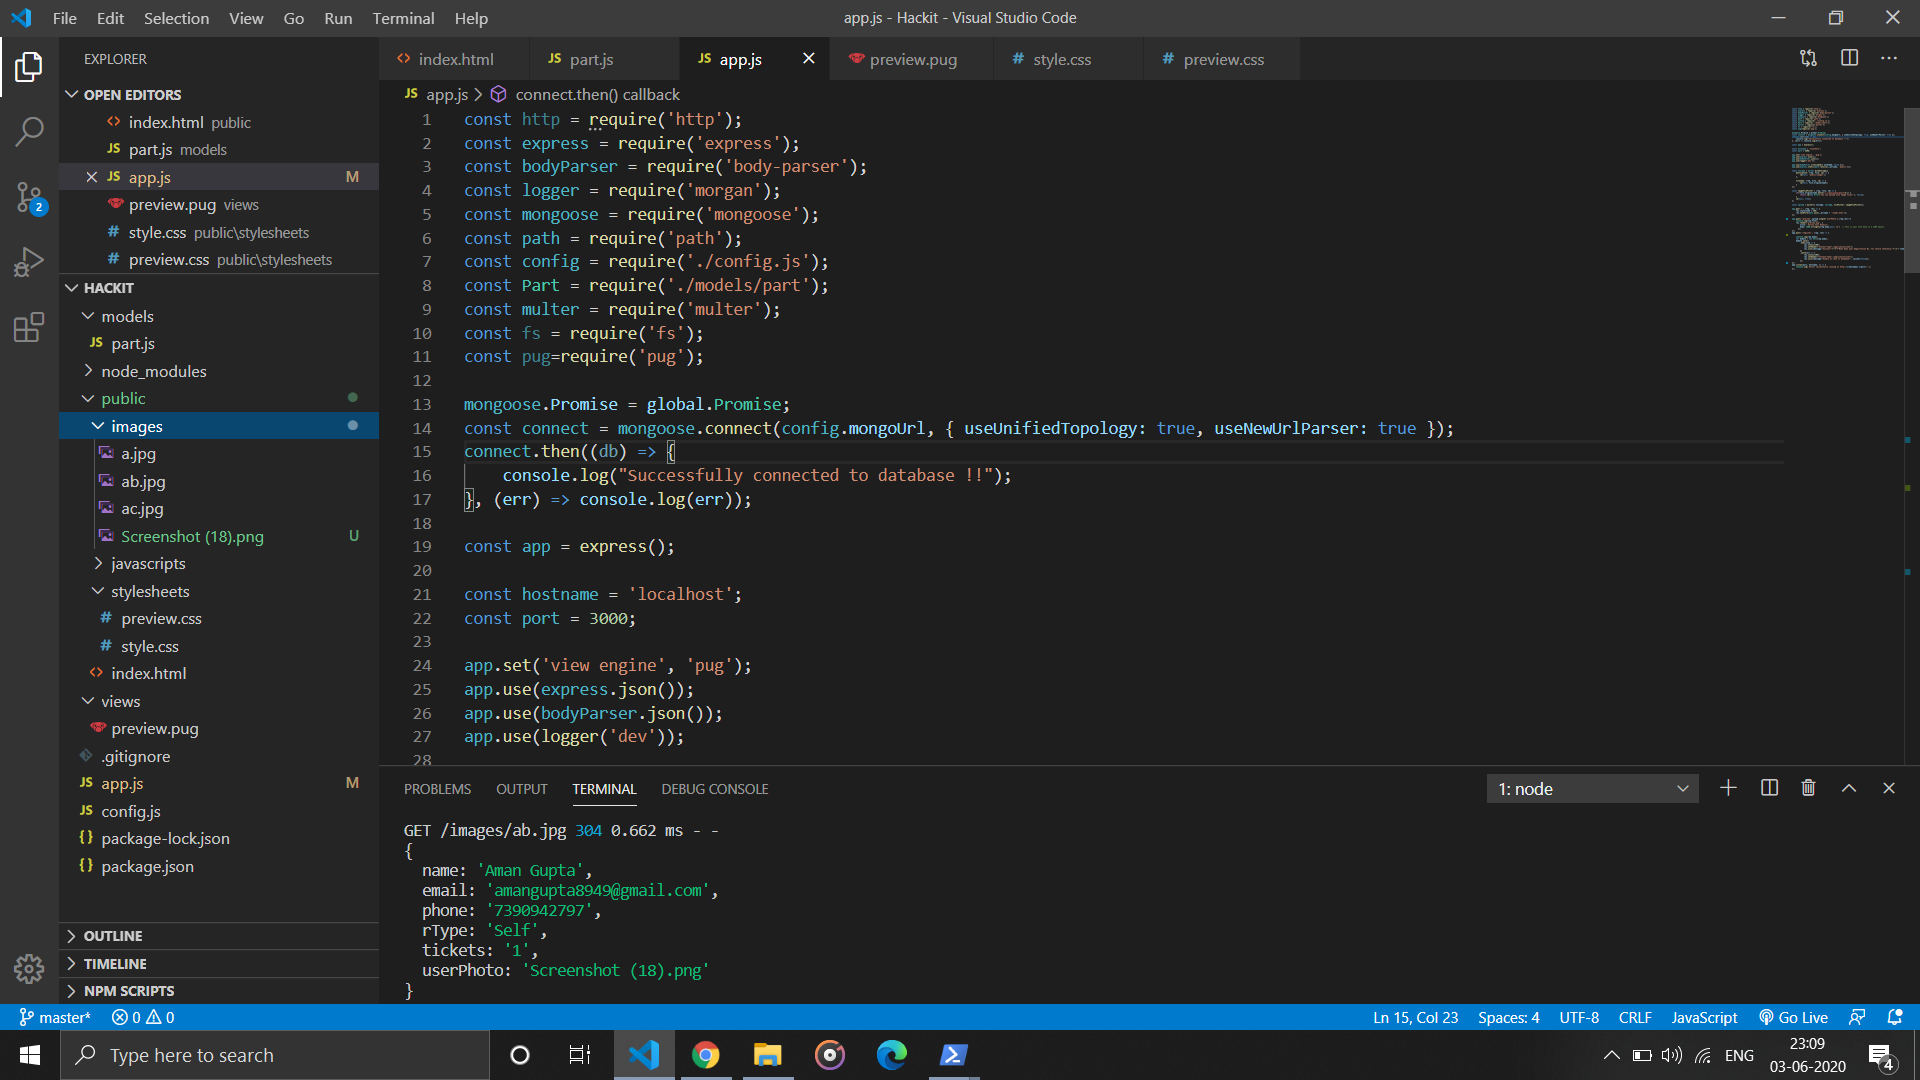 File Edit Selection View Go Run Terminal Help
app.js - Hackit - Visual Studio Code
EXPLORER
OPEN EDITORS
index.html public
part.js models
app.js M
preview.pug views
style.css public\stylesheets
preview.css public\stylesheets
HACKIT
models
part.js
node_modules
public
images
a.jpg
ab.jpg
ac.jpg
Screenshot (18).png U
javascripts
stylesheets
preview.css
style.css
index.html
views
preview.pug
.gitignore
app.js M
config.js
package-lock.json
package.json
OUTLINE
TIMELINE
NPM SCRIPTS
2
index.html part.js app.js preview.pug style.css preview.css
app.js > connect.then() callback
1 const http = require('http');
2 const express = require('express');
3 const bodyParser = require('body-parser');
4 const logger = require('morgan');
5 const mongoose = require('mongoose');
6 const path = require('path');
7 const config = require('./config.js');
8 const Part = require('./models/part');
9 const multer = require('multer');
10 const fs = require('fs');
11 const pug=require('pug');
12
13 mongoose.Promise = global.Promise;
14 const connect = mongoose.connect(config.mongoUrl, { useUnifiedTopology: true, useNewUrlParser: true });
15 connect.then((db) => {
16 console.log("Successfully connected to database !!");
17 }, (err) => console.log(err));
18
19 const app = express();
20
21 const hostname = 'localhost';
22 const port = 3000;
23
24 app.set('view engine', 'pug');
25 app.use(express.json());
26 app.use(bodyParser.json());
27 app.use(logger('dev'));
28
PROBLEMS OUTPUT TERMINAL DEBUG CONSOLE
1: node
GET /images/ab.jpg 304 0.662 ms - -
{
name: 'Aman Gupta',
email: 'amangupta8949@gmail.com',
phone: '7390942797',
rType: 'Self',
tickets: '1',
userPhoto: 'Screenshot (18).png'
}
master* 0 0
Ln 15, Col 23 Spaces: 4 UTF-8 CRLF JavaScript Go Live
Type here to search
ENG
23:09
03-06-2020
4